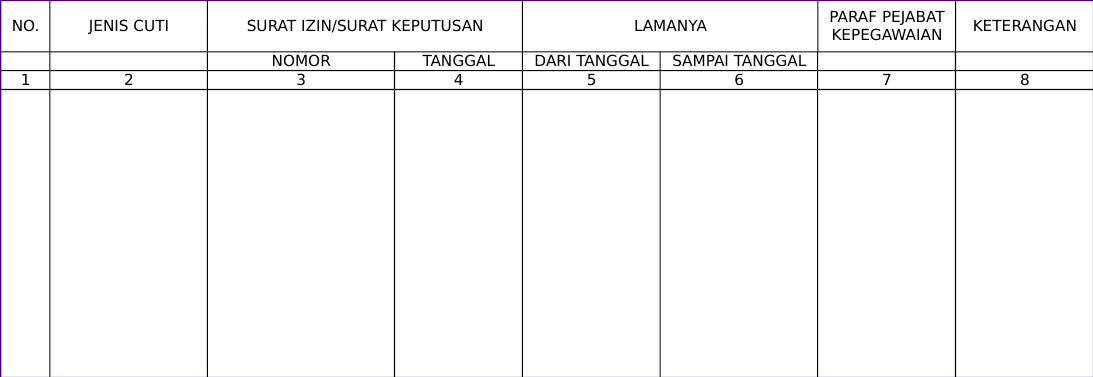 NO. JENIS CUTI SURAT IZIN/SURAT KEPUTUSAN LAMANYA PARAF PEJABAT KEPEGAWAIAN KETERANGAN
NOMOR TANGGAL DARI TANGGAL SAMPAI TANGGAL
1 2 3 4 5 6 7 8